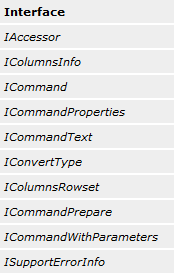 Interface
IAccessor
IColumnsInfo
ICommand
ICommandProperties
ICommandText
IConvertType
IColumnsRowset
ICommandPrepare
ICommandWithParameters
ISupportErrorInfo